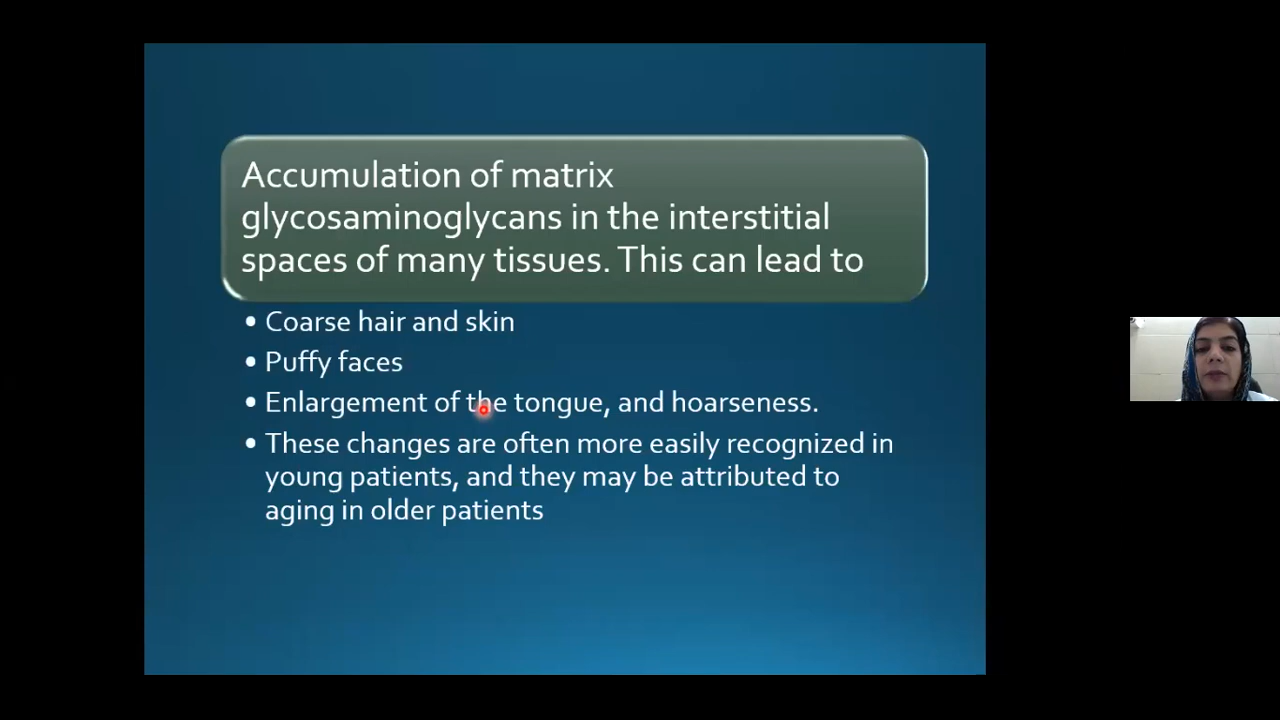 Accumulation of matrix
glycosaminoglycans in the interstitial
spaces of many tissues. This can lead to
• Coarse hair and skin
• Puffy faces
• Enlargement of the tongue, and hoarseness.
• These changes are often more easily recognized in
young patients, and they may be attributed to
aging in older patients